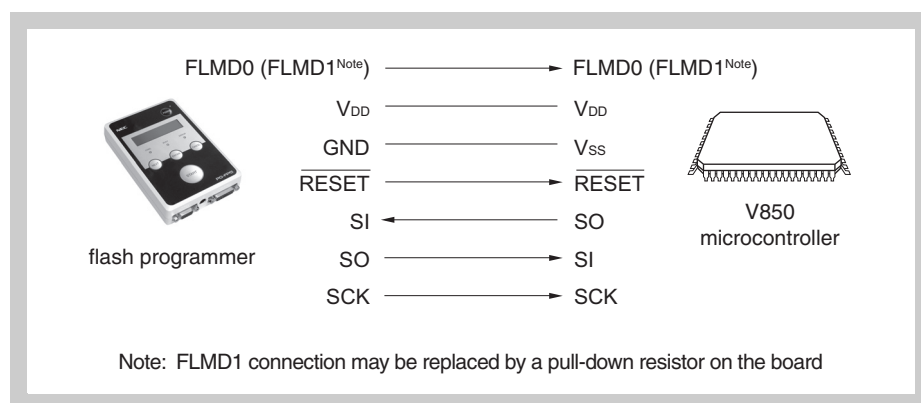 FLMD0 (FLMD1Note) FLMD0 (FLMD1Note)
VDD VDD
GND VSS
RESET RESET
SI SO
SO SI
SCK SCK
flash programmer
V850
microcontroller
Note: FLMD1 connection may be replaced by a pull-down resistor on the board